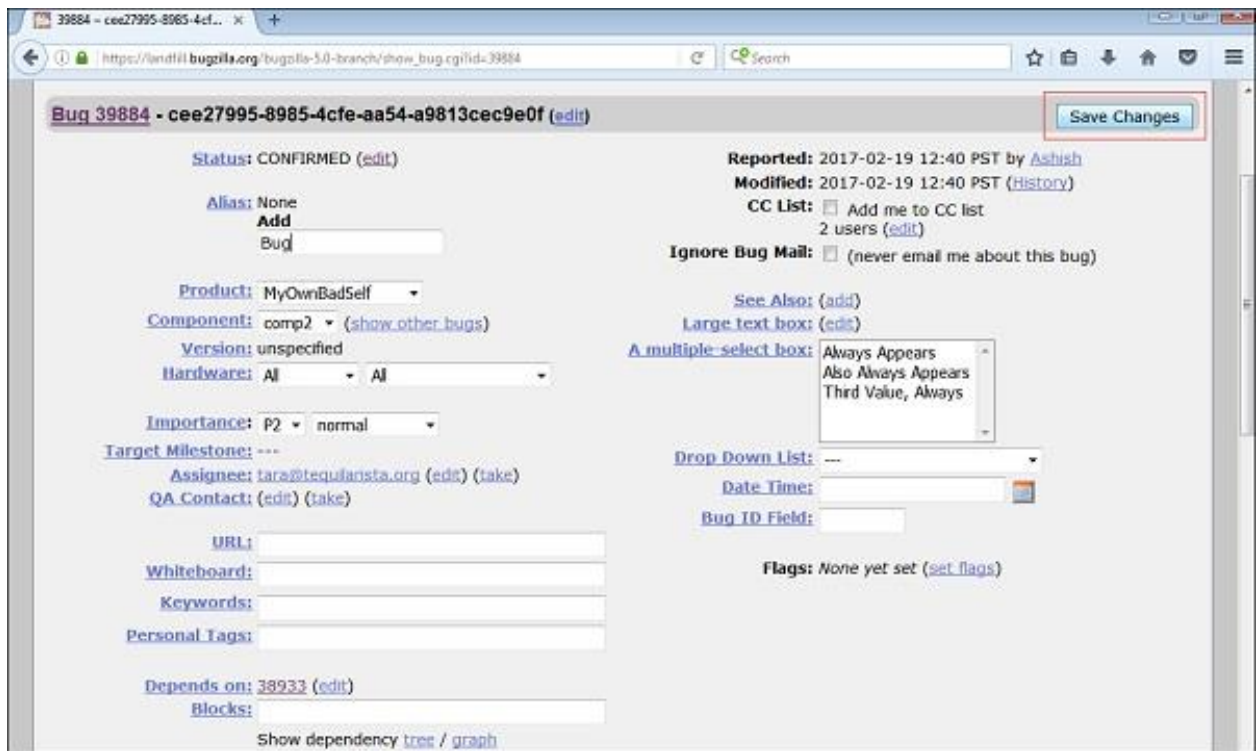 39884 – cee27995-8985-4cf...
https://landfill.bugzilla.org/bugzilla-5.0-branch/show_bug.cgi?id=39884
Search
Bug 39884 - cee27995-8985-4cfe-aa54-a9813cec9e0f (edit)
Save Changes
Status: CONFIRMED (edit)
Alias: None
Add
Bug
Product: MyOwnBadSelf
Component: comp2 (show other bugs)
Version: unspecified
Hardware: All All
Importance: P2 normal
Target Milestone: ---
Assignee: tara@tequilarista.org (edit) (take)
QA Contact: (edit) (take)
URL:
Whiteboard:
Keywords:
Personal Tags:
Depends on: 38933 (edit)
Blocks:
Show dependency tree / graph
Reported: 2017-02-19 12:40 PST by Ashish
Modified: 2017-02-19 12:40 PST (History)
CC List: Add me to CC list
2 users (edit)
Ignore Bug Mail: (never email me about this bug)
See Also: (add)
Large text box: (edit)
A multiple-select box: Always Appears
Also Always Appears
Third Value, Always
Drop Down List: ---
Date Time:
Bug ID Field:
Flags: None yet set (set flags)